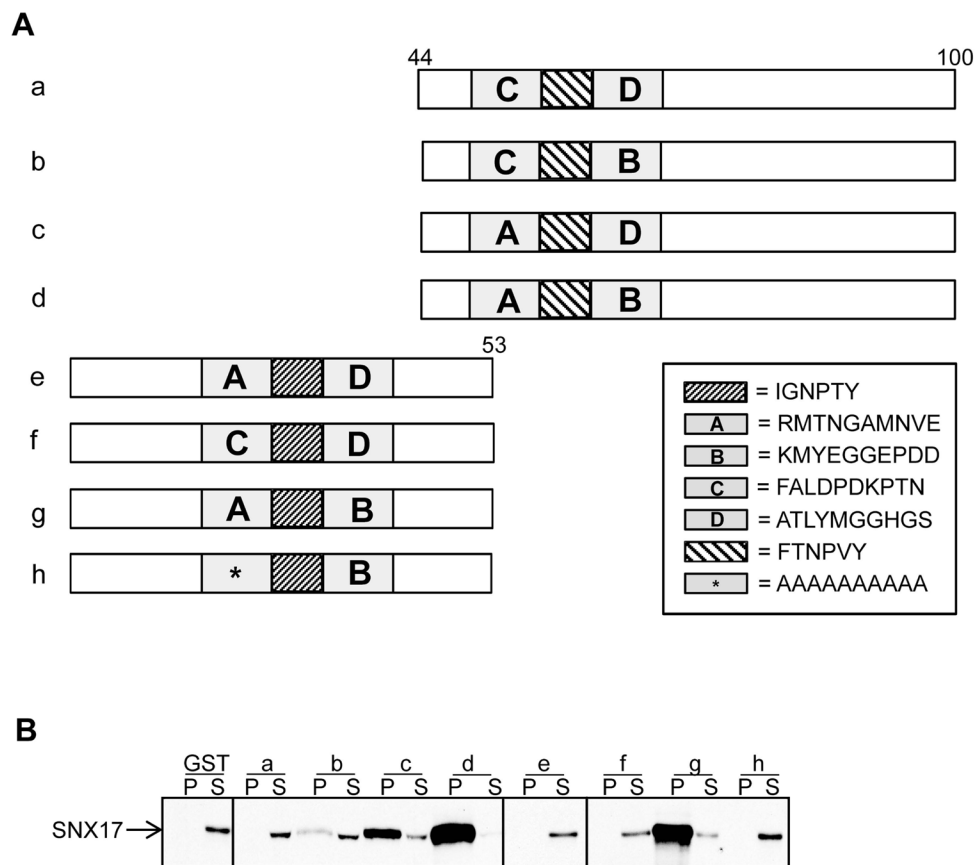 A
44 100
a C D
b C B
c A D
d A B
53
e A D
f C D
g A B
h * B
= IGNPTY
A = RMTNGAMNVE
B = KMYEGGEPDD
C = FALDPDKPTN
D = ATLYMGGHGS
= FTNPVY
* = AAAAAAAAAA
B
GST a b c d e f g h
P S P S P S P S P S P S P S P S P S
SNX17